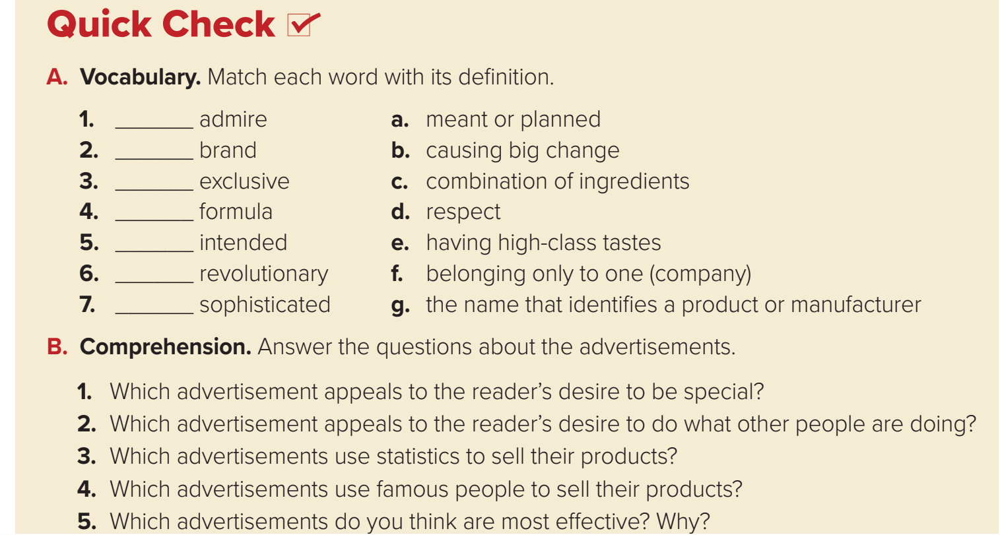 Quick Check
A. Vocabulary. Match each word with its definition.
1. _______ admire a. meant or planned
2. _______ brand b. causing big change
3. _______ exclusive c. combination of ingredients
4. _______ formula d. respect
5. _______ intended e. having high-class tastes
6. _______ revolutionary f. belonging only to one (company)
7. _______ sophisticated g. the name that identifies a product or manufacturer
B. Comprehension. Answer the questions about the advertisements.
1. Which advertisement appeals to the reader’s desire to be special?
2. Which advertisement appeals to the reader’s desire to do what other people are doing?
3. Which advertisements use statistics to sell their products?
4. Which advertisements use famous people to sell their products?
5. Which advertisements do you think are most effective? Why?